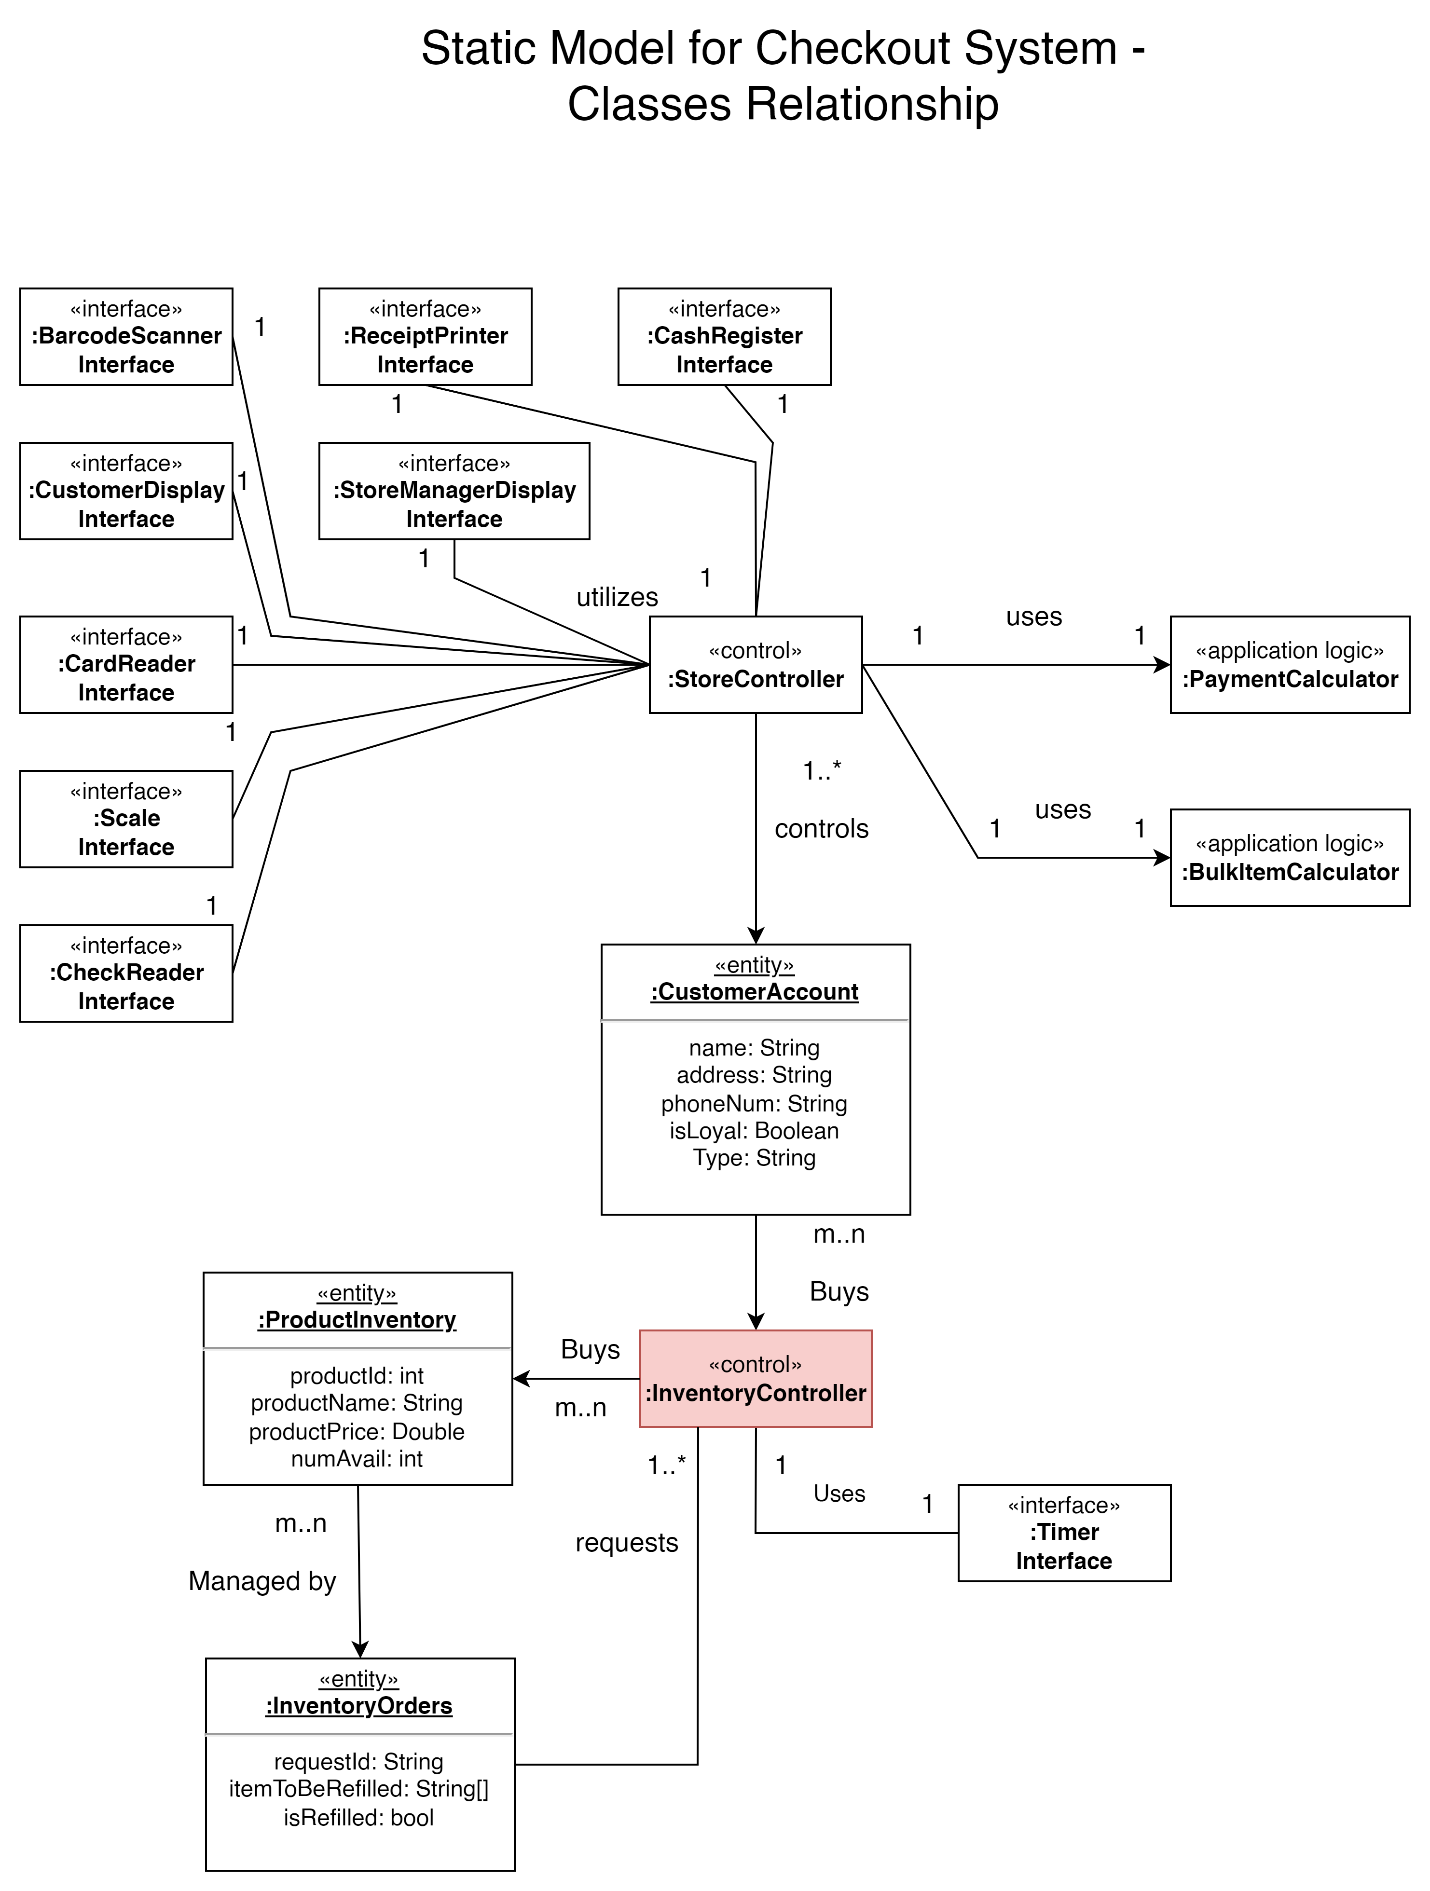 Static Model for Checkout System -
Classes Relationship
«interface»
:BarcodeScanner
Interface
1
«interface»
:ReceiptPrinter
Interface
1
«interface»
:CashRegister
Interface
1
«interface»
:CustomerDisplay
Interface
1
«interface»
:StoreManagerDisplay
Interface
1
utilizes
1
«interface»
:CardReader
Interface
1
«control»
:StoreController
1
uses
1
«application logic»
:PaymentCalculator
1
«interface»
:Scale
Interface
1..*
controls
1
uses
1
«application logic»
:BulkItemCalculator
1
«interface»
:CheckReader
Interface
«entity»
:CustomerAccount
name: String
address: String
phoneNum: String
isLoyal: Boolean
Type: String
m..n
Buys
«entity»
:ProductInventory
productId: int
productName: String
productPrice: Double
numAvail: int
Buys
m..n
«control»
:InventoryController
1..*
requests
1
Uses
1
«interface»
:Timer
Interface
m..n
Managed by
«entity»
:InventoryOrders
requestId: String
itemToBeRefilled: String[]
isRefilled: bool